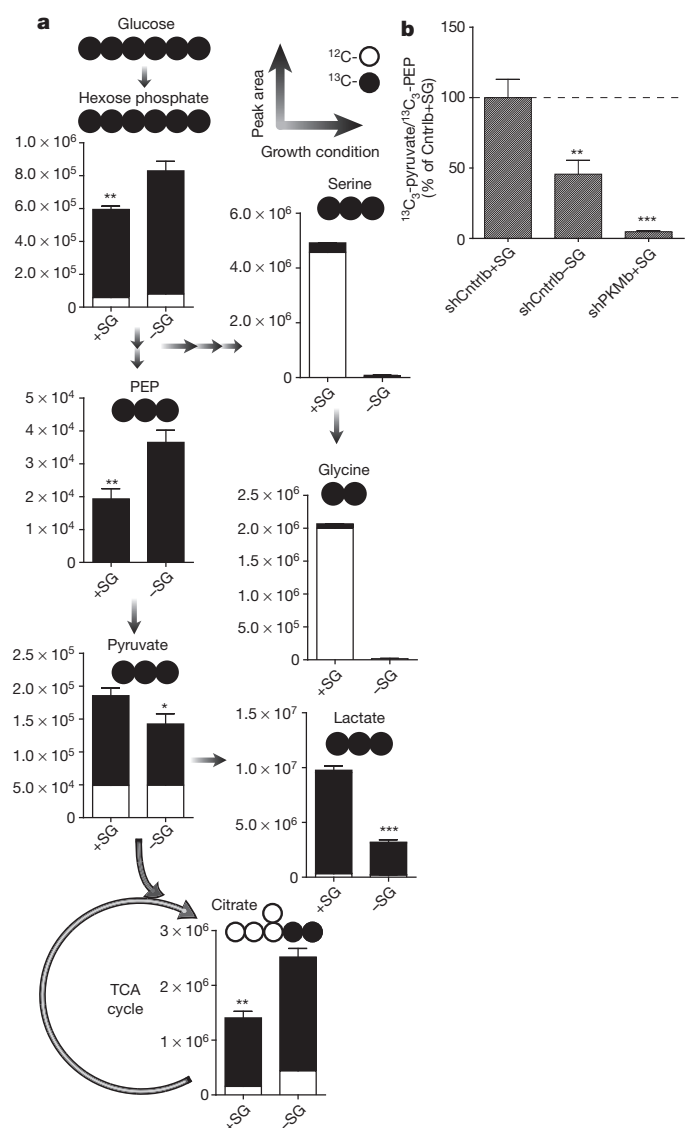 a
Glucose
Hexose phosphate
1.0 × 10⁶
8.0 × 10⁵
6.0 × 10⁵
4.0 × 10⁵
2.0 × 10⁵
0
**
+SG
–SG
Peak area
Growth condition
¹²C-
¹³C-
Serine
6.0 × 10⁶
4.0 × 10⁶
2.0 × 10⁶
0
+SG
–SG
PEP
5 × 10⁴
4 × 10⁴
3 × 10⁴
2 × 10⁴
1 × 10⁴
0
**
+SG
–SG
Glycine
2.5 × 10⁶
2.0 × 10⁶
1.5 × 10⁶
1.0 × 10⁶
5.0 × 10⁵
0
+SG
–SG
Pyruvate
2.5 × 10⁵
2.0 × 10⁵
1.5 × 10⁵
1.0 × 10⁵
5.0 × 10⁴
0
*
+SG
–SG
Lactate
1.5 × 10⁷
1.0 × 10⁷
5.0 × 10⁶
0
***
+SG
–SG
Citrate
3 × 10⁶
2 × 10⁶
1 × 10⁶
0
**
+SG
–SG
TCA
cycle
b
¹³C₃-pyruvate/¹³C₃-PEP
(% of Cntrlb+SG)
150
100
50
0
**
***
shCntrlb+SG
shCntrlb–SG
shPKMb+SG